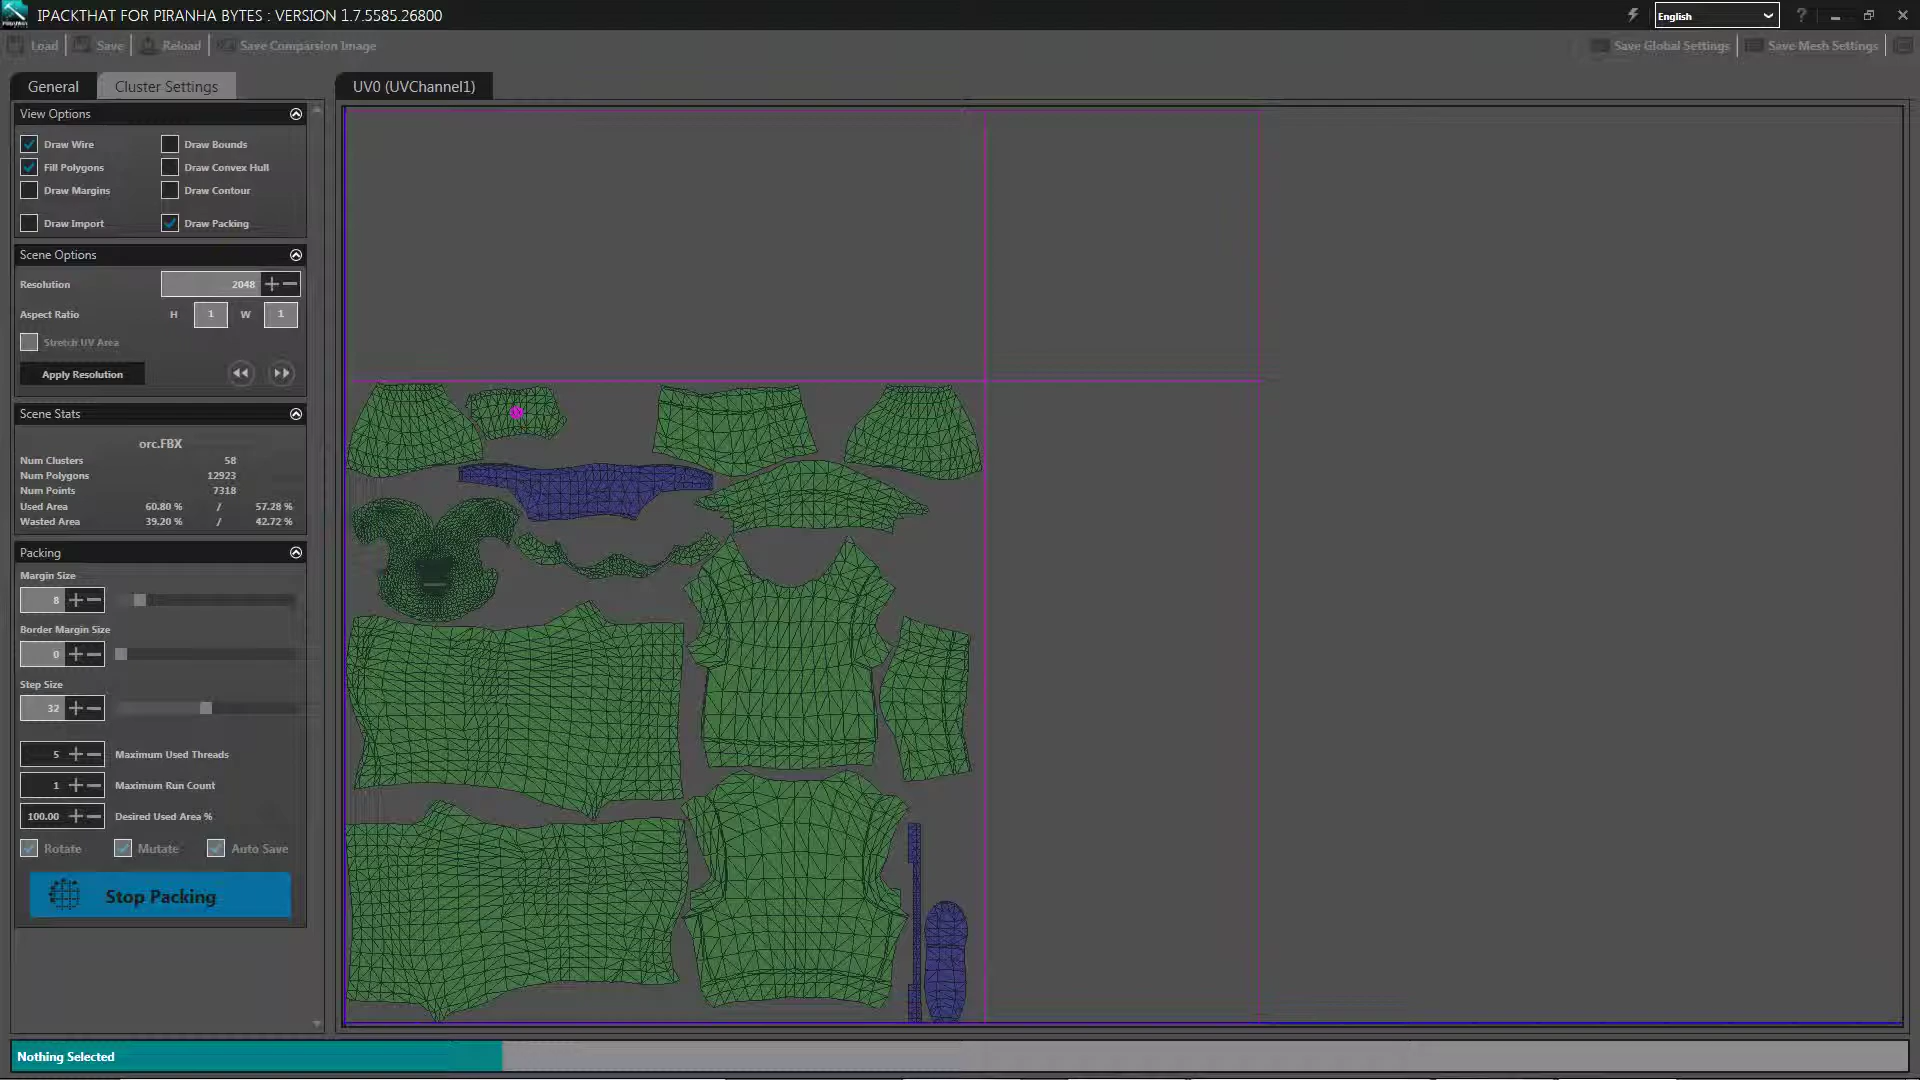 IPACKTHAT FOR PIRANHA BYTES : VERSION 1.7.5585.26800
English
?
Load
Save
Reload
Save Comparsion Image
Save Global Settings
Save Mesh Settings
General
Cluster Settings
UV0 (UVChannel1)
View Options
Draw Wire
Draw Bounds
Fill Polygons
Draw Convex Hull
Draw Margins
Draw Contour
Draw Import
Draw Packing
Scene Options
Resolution 2048
Aspect Ratio H 1 W 1
Stretch UV Area
Apply Resolution
Scene Stats
orc.FBX
Num Clusters 58
Num Polygons 12923
Num Points 7318
Used Area 60.80 % / 57.28 %
Wasted Area 39.20 % / 42.72 %
Packing
Margin Size
8
Border Margin Size
0
Step Size
32
5 Maximum Used Threads
1 Maximum Run Count
100.00 Desired Used Area %
Rotate
Mutate
Auto Save
Stop Packing
Nothing Selected